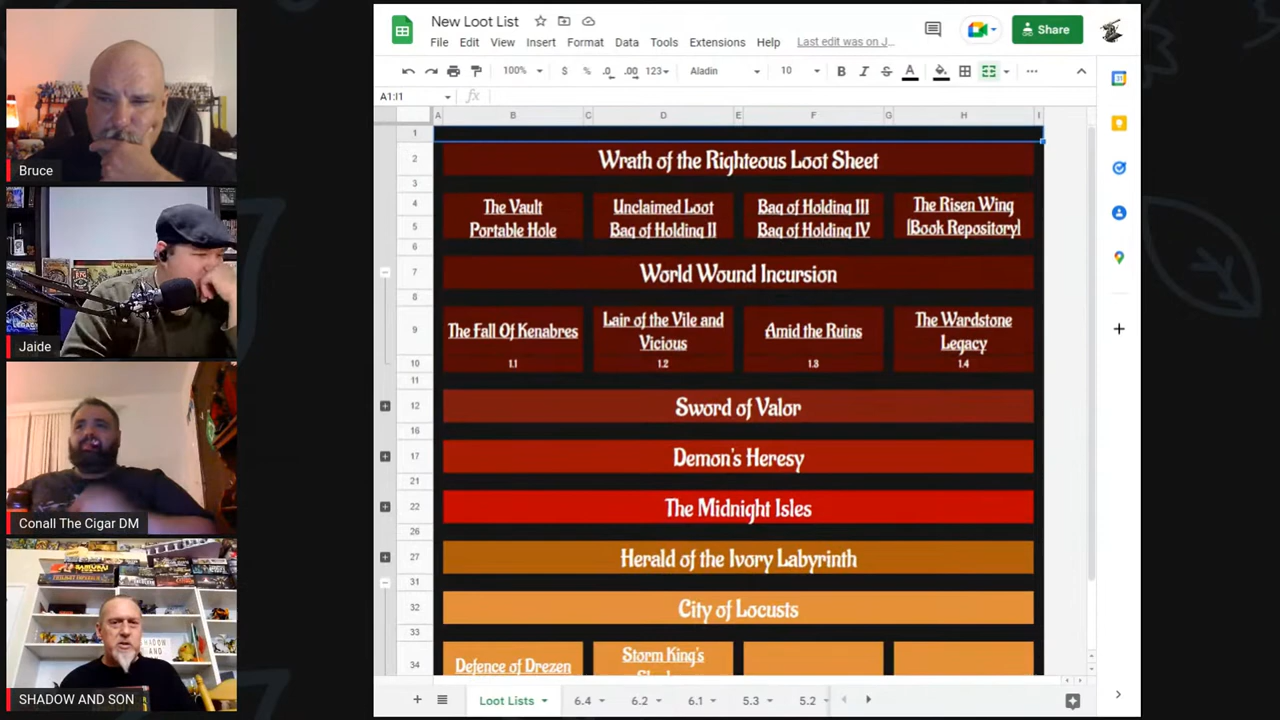 New Loot List
File Edit View Insert Format Data Tools Extensions Help Last edit was on J...
Share
100% $ % .0 .00 123 Aladin 10 B I S A
A1:I1 fx
A B C D E F G H I
1
2 Wrath of the Righteous Loot Sheet
3
4 The Vault Unclaimed Loot Bag of Holding III The Risen Wing
5 Portable Hole Bag of Holding II Bag of Holding IV [Book Repository]
6
7 World Wound Incursion
8
9 The Fall Of Kenabres Lair of the Vile and Vicious Amid the Ruins The Wardstone Legacy
10 1.1 1.2 1.3 1.4
11
12 Sword of Valor
16
17 Demon's Heresy
21
22 The Midnight Isles
26
27 Herald of the Ivory Labyrinth
31
32 City of Locusts
33
34 Defence of Drezen Storm King's
Loot Lists 6.4 6.2 6.1 5.3 5.2
Bruce
Jaide
Conall The Cigar DM
SHADOW AND SON